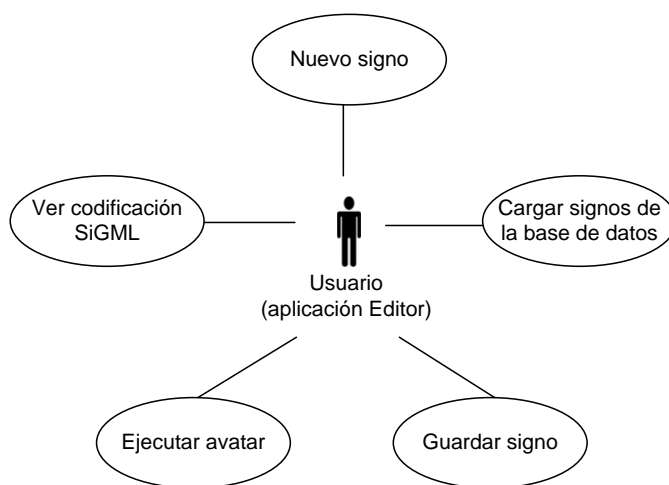 Nuevo signo
Ver codificación
SiGML
Cargar signos de
la base de datos
Usuario
(aplicación Editor)
Ejecutar avatar
Guardar signo